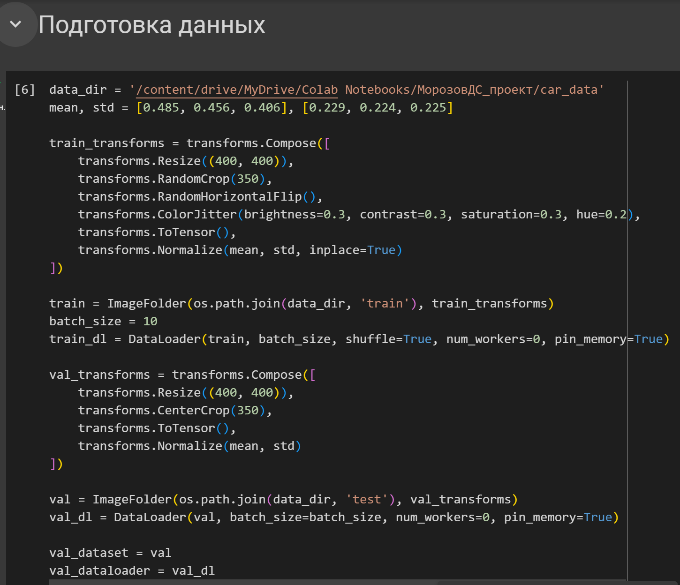 Подготовка данных
[6] data_dir = '/content/drive/MyDrive/Colab Notebooks/МорозовДС_проект/car_data'
mean, std = [0.485, 0.456, 0.406], [0.229, 0.224, 0.225]
train_transforms = transforms.Compose([
transforms.Resize((400, 400)),
transforms.RandomCrop(350),
transforms.RandomHorizontalFlip(),
transforms.ColorJitter(brightness=0.3, contrast=0.3, saturation=0.3, hue=0.2),
transforms.ToTensor(),
transforms.Normalize(mean, std, inplace=True)
])
train = ImageFolder(os.path.join(data_dir, 'train'), train_transforms)
batch_size = 10
train_dl = DataLoader(train, batch_size, shuffle=True, num_workers=0, pin_memory=True)
val_transforms = transforms.Compose([
transforms.Resize((400, 400)),
transforms.CenterCrop(350),
transforms.ToTensor(),
transforms.Normalize(mean, std)
])
val = ImageFolder(os.path.join(data_dir, 'test'), val_transforms)
val_dl = DataLoader(val, batch_size=batch_size, num_workers=0, pin_memory=True)
val_dataset = val
val_dataloader = val_dl